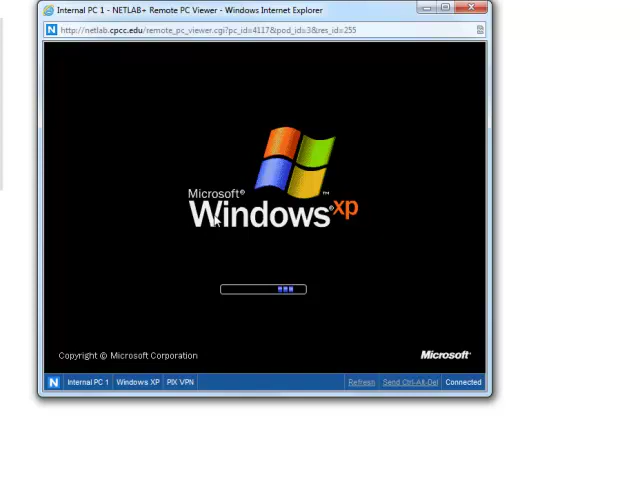 Internal PC 1 - NETLAB+ Remote PC Viewer - Windows Internet Explorer
http://netlab.cpcc.edu/remote_pc_viewer.cgi?pc_id=4117&pod_id=3&res_id=255
Microsoft®
Windows® xp ™
Copyright © Microsoft Corporation
Microsoft®
N Internal PC 1 Windows XP PIX VPN Refresh Send Ctrl-Alt-Del Connected